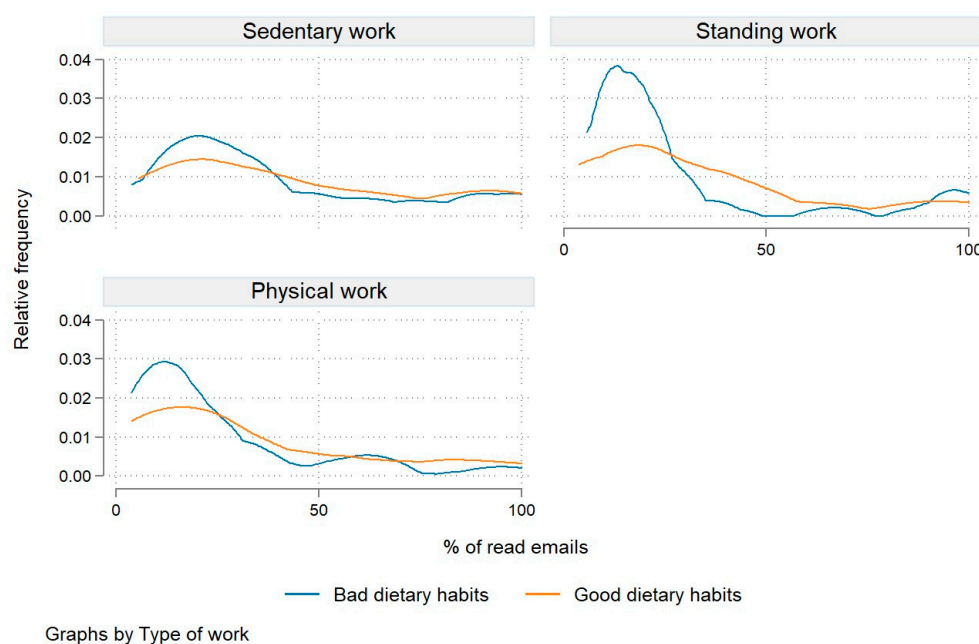 Sedentary work
Standing work
0.04
0.03
0.02
0.01
0.00
0
50
100
Physical work
0.04
0.03
0.02
0.01
0.00
0
50
100
Relative frequency
% of read emails
Bad dietary habits
Good dietary habits
Graphs by Type of work